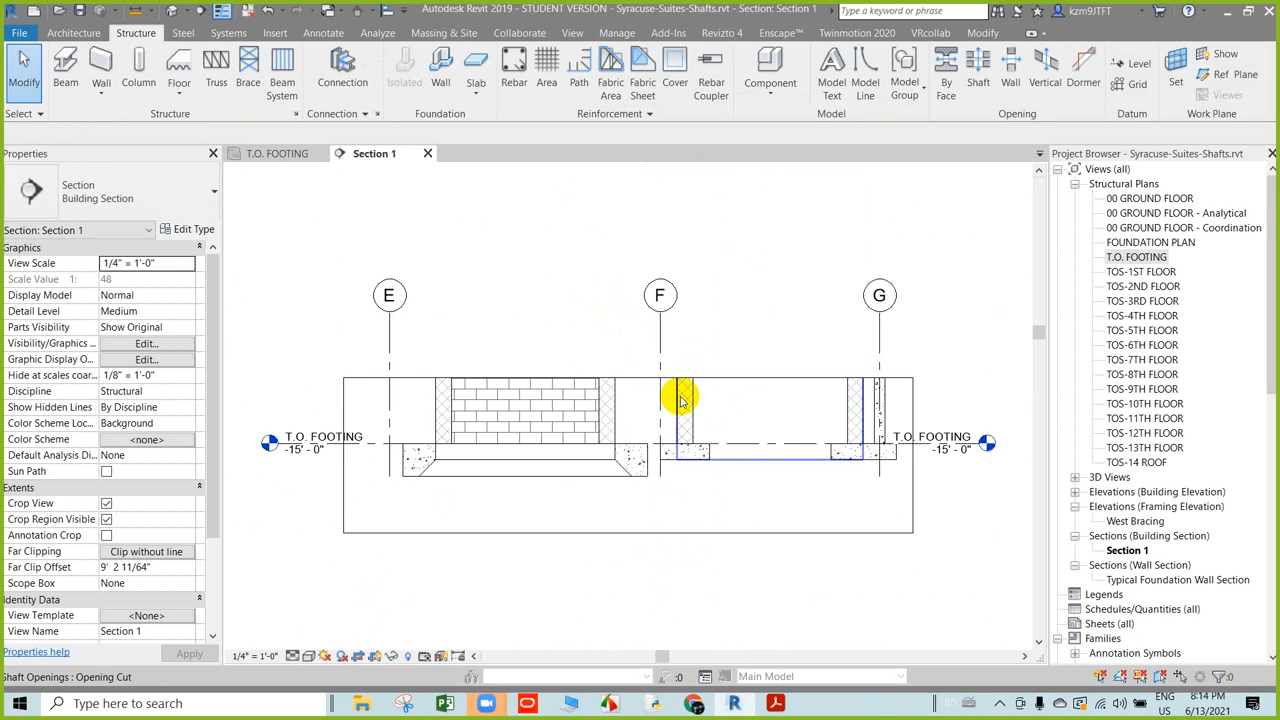 Autodesk Revit 2019 - STUDENT VERSION - Syracuse-Suites-Shafts.rvt - Section: Section 1
Type a keyword or phrase
kzm9JTFT
File Architecture Structure Steel Systems Insert Annotate Analyze Massing & Site Collaborate View Manage Add-Ins Revizto 4 Enscape™ Twinmotion 2020 VRcollab Modify
Modify
Beam
Wall
Column
Floor
Truss
Brace
Beam System
Connection
Isolated
Wall
Slab
Rebar
Area
Path
Fabric Area
Fabric Sheet
Cover
Rebar Coupler
Component
Model Text
Model Line
Model Group
By Face
Shaft
Wall
Vertical
Dormer
Level
Grid
Set
Show
Ref Plane
Viewer
Select
Structure
Connection
Foundation
Reinforcement
Model
Opening
Datum
Work Plane
Properties
T.O. FOOTING
Section 1
Project Browser - Syracuse-Suites-Shafts.rvt
Section
Building Section
Section: Section 1
Edit Type
Graphics
View Scale 1/4" = 1'-0"
Scale Value 1: 48
Display Model Normal
Detail Level Medium
Parts Visibility Show Original
Visibility/Graphics ... Edit...
Graphic Display O... Edit...
Hide at scales coar... 1/8" = 1'-0"
Discipline Structural
Show Hidden Lines By Discipline
Color Scheme Loc... Background
Color Scheme <none>
Default Analysis Di... None
Sun Path
Extents
Crop View
Crop Region Visible
Annotation Crop
Far Clipping Clip without line
Far Clip Offset 9' 2 11/64"
Scope Box None
Identity Data
View Template <None>
View Name Section 1
Properties help
Apply
E
F
G
T.O. FOOTING
-15' - 0"
T.O. FOOTING
-15' - 0"
Views (all)
Structural Plans
00 GROUND FLOOR
00 GROUND FLOOR - Analytical
00 GROUND FLOOR - Coordination
FOUNDATION PLAN
T.O. FOOTING
TOS-1ST FLOOR
TOS-2ND FLOOR
TOS-3RD FLOOR
TOS-4TH FLOOR
TOS-5TH FLOOR
TOS-6TH FLOOR
TOS-7TH FLOOR
TOS-8TH FLOOR
TOS-9TH FLOOR
TOS-10TH FLOOR
TOS-11TH FLOOR
TOS-12TH FLOOR
TOS-13TH FLOOR
TOS-14 ROOF
3D Views
Elevations (Building Elevation)
Elevations (Framing Elevation)
West Bracing
Sections (Building Section)
Section 1
Sections (Wall Section)
Typical Foundation Wall Section
Legends
Schedules/Quantities (all)
Sheets (all)
Families
Annotation Symbols
1/4" = 1'-0"
Shaft Openings : Opening Cut
:0
Main Model
:0
Type here to search
ENG
US
8:14 PM
6/13/2021